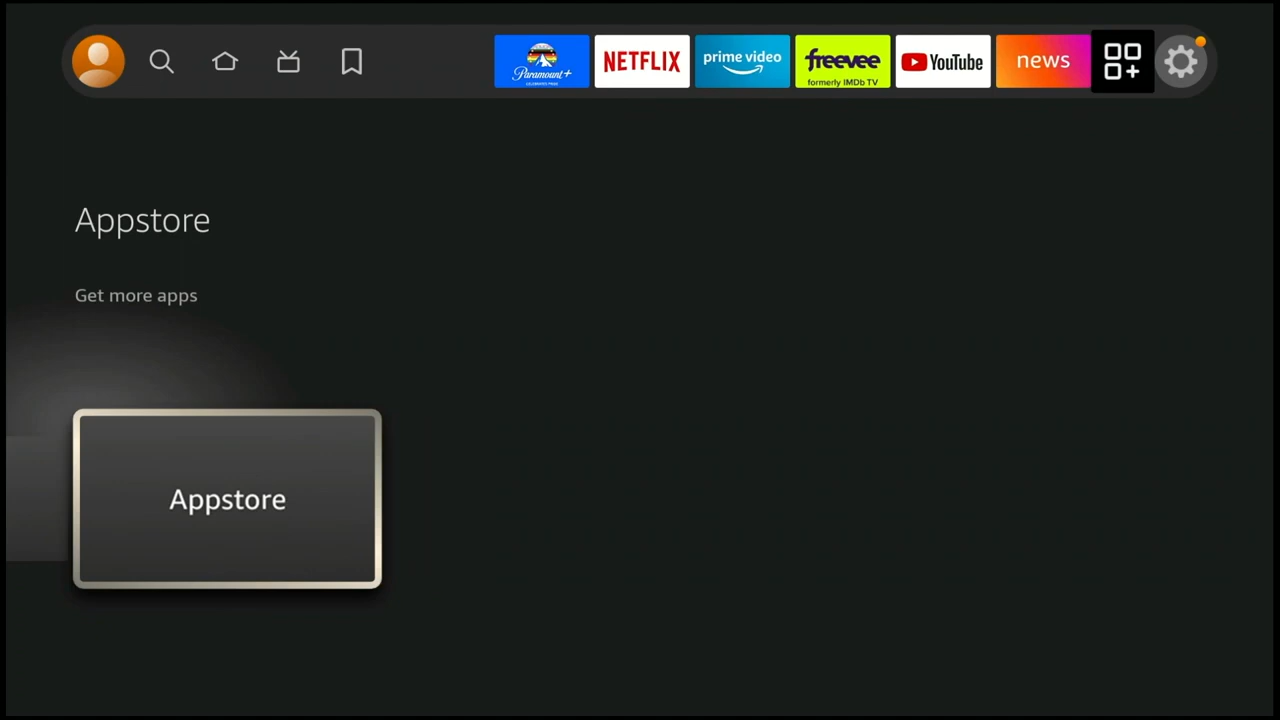 Paramount+
NETFLIX
prime video
freevee
formerly IMDb TV
YouTube
news
Appstore
Get more apps
Appstore